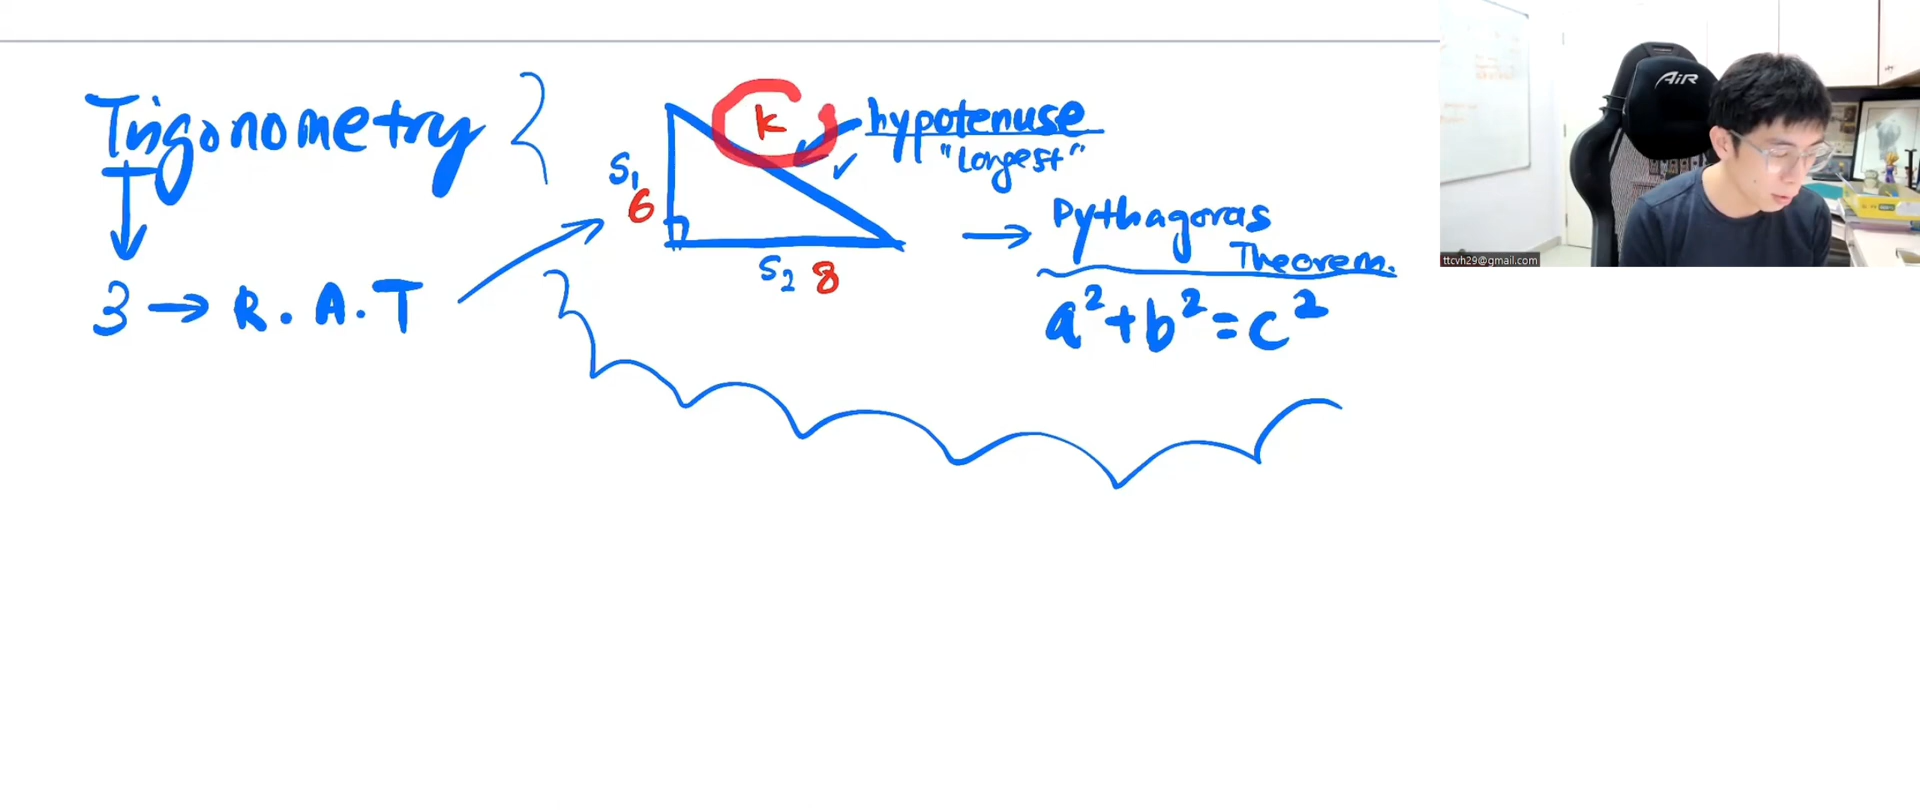 Trigonometry
3 → R.A.T
k
hypotenuse
"Longest"
S₁
6
S₂ 8
→ Pythagoras
Theorem.
a²+b²=c²
AiR
ttcvh29@gmail.com